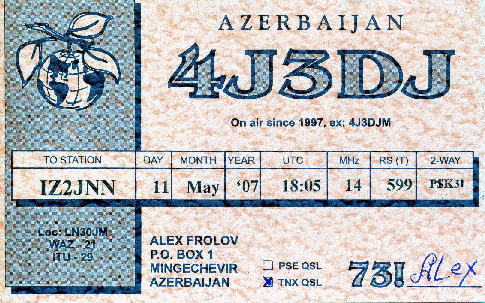 AZERBAIJAN
4J3DJ
On air since 1997, ex: 4J3DJM
TO STATION DAY MONTH YEAR UTC MHz RS (T) 2-WAY
IZ2JNN 11 May '07 18:05 14 599 PSK31
Loc: LN30JM
WAZ - 21
ITU - 29
ALEX FROLOV
P.O. BOX 1
MINGECHEVIR
AZERBAIJAN
PSE QSL
TNX QSL
73! Alex